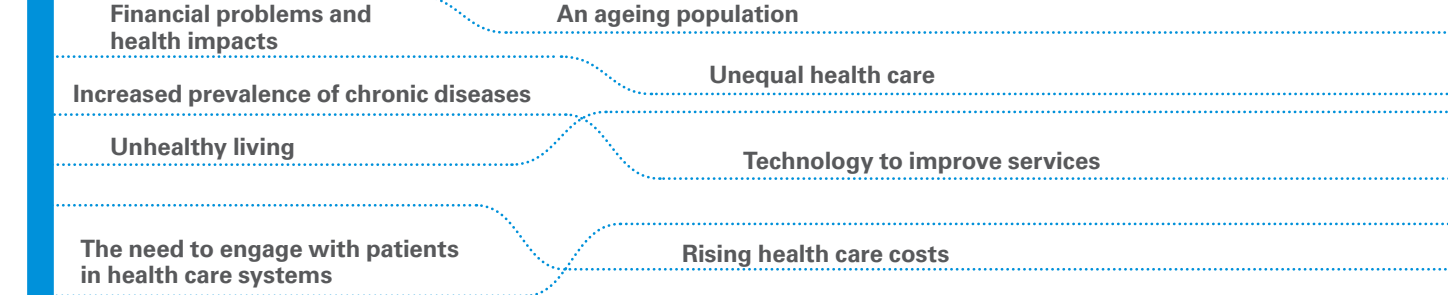 Financial problems and
health impacts
An ageing population
Unequal health care
Increased prevalence of chronic diseases
Unhealthy living
Technology to improve services
The need to engage with patients
in health care systems
Rising health care costs